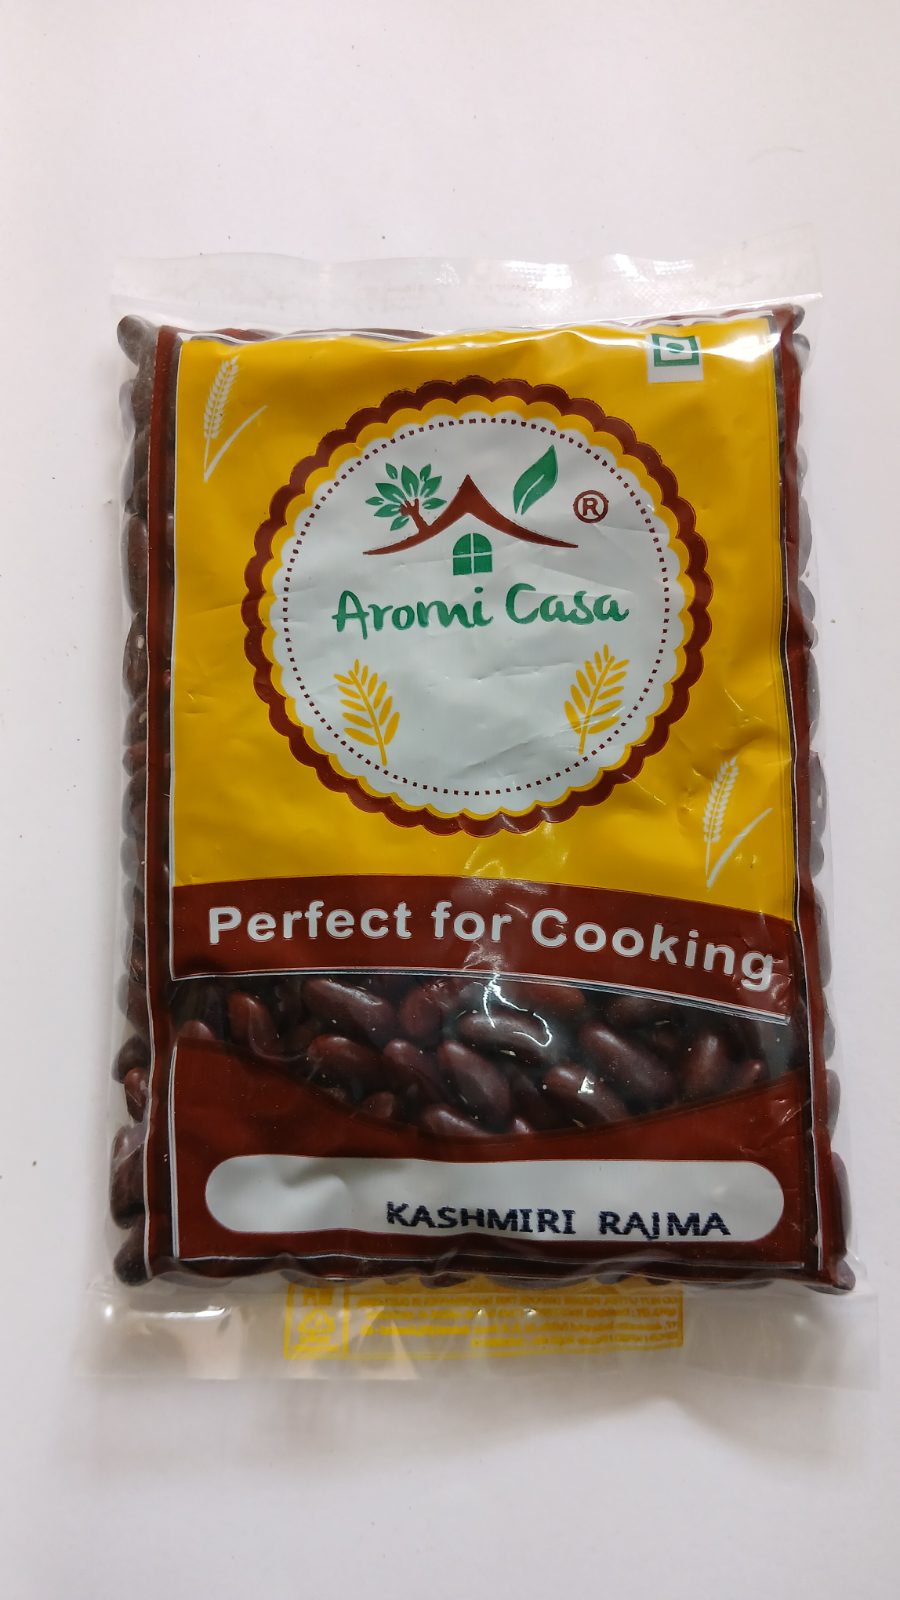 ®
Aromi Casa
Perfect for Cooking
KASHMIRI RAJMA